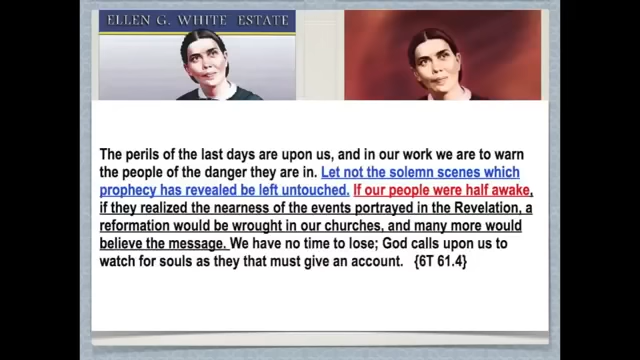 ELLEN G. WHITE ESTATE
The perils of the last days are upon us, and in our work we are to warn
the people of the danger they are in. Let not the solemn scenes which
prophecy has revealed be left untouched. If our people were half awake,
if they realized the nearness of the events portrayed in the Revelation, a
reformation would be wrought in our churches, and many more would
believe the message. We have no time to lose; God calls upon us to
watch for souls as they that must give an account. {6T 61.4}